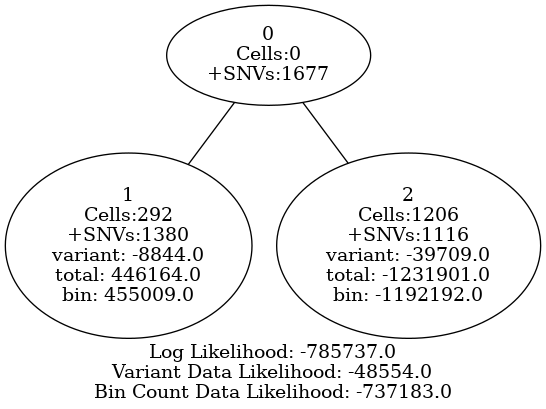 0
Cells:0
+SNVs:1677
1
Cells:292
+SNVs:1380
variant: -8844.0
total: 446164.0
bin: 455009.0
2
Cells:1206
+SNVs:1116
variant: -39709.0
total: -1231901.0
bin: -1192192.0
Log Likelihood: -785737.0
Variant Data Likelihood: -48554.0
Bin Count Data Likelihood: -737183.0